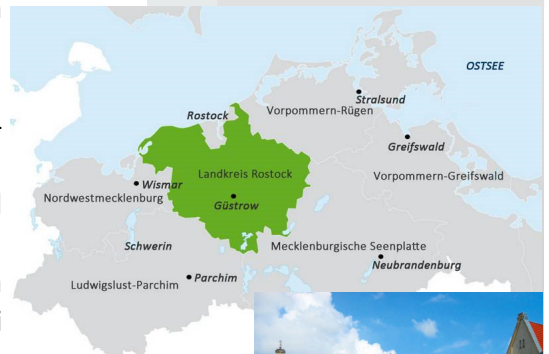 OSTSEE
Stralsund
Vorpommern-Rügen
Rostock
Greifswald
Landkreis Rostock
Vorpommern-Greifswald
Wismar
Nordwestmecklenburg
Güstrow
Schwerin
Mecklenburgische Seenplatte
Neubrandenburg
Parchim
Ludwigslust-Parchim